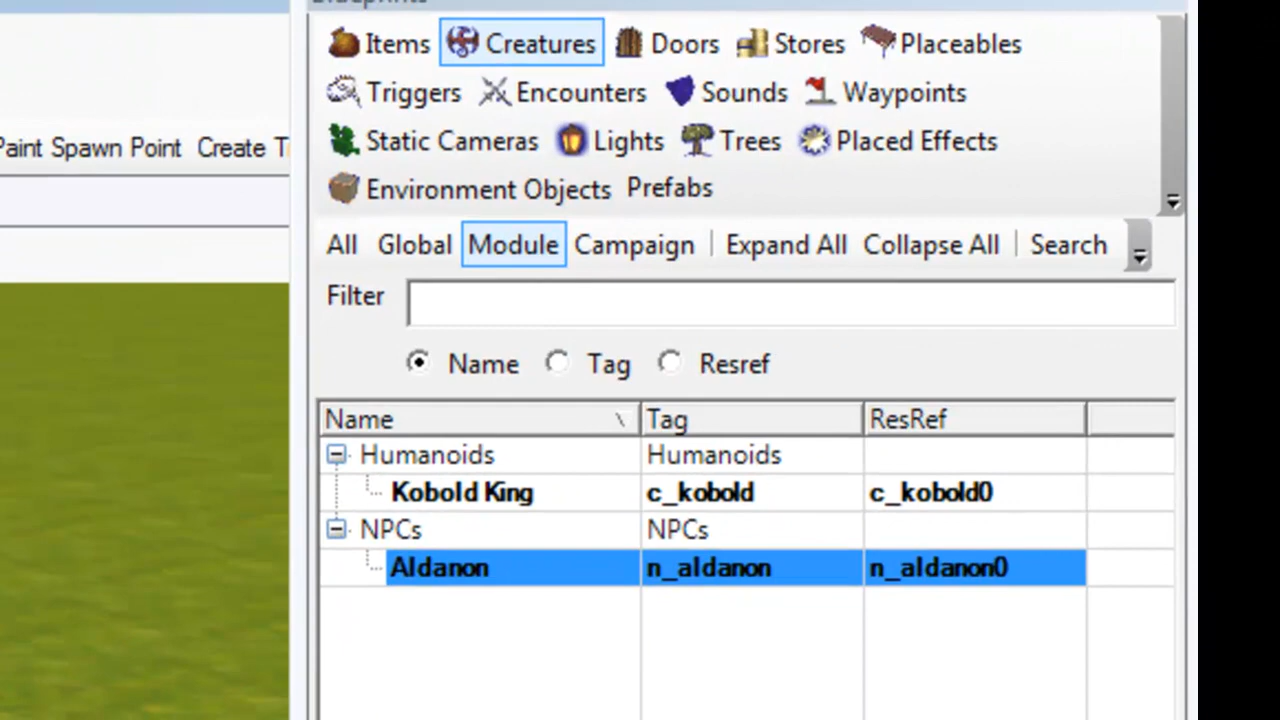 Blueprints
Items Creatures Doors Stores Placeables
Triggers Encounters Sounds Waypoints
Paint Spawn Point Create T
Static Cameras Lights Trees Placed Effects
Environment Objects Prefabs
All Global Module Campaign Expand All Collapse All Search
Filter
Name Tag Resref
Name Tag ResRef
Humanoids Humanoids
Kobold King c_kobold c_kobold0
NPCs NPCs
Aldanon n_aldanon n_aldanon0